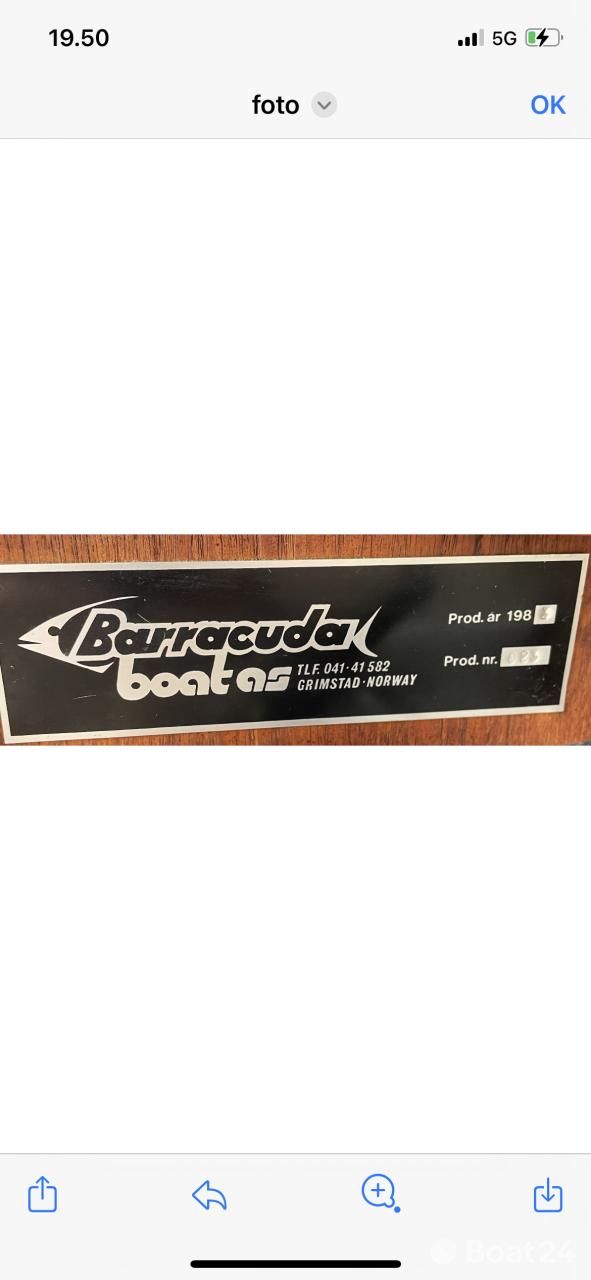 19.50
5G
foto
OK
Barracuda
boat as
TLF. 041·41 582
GRIMSTAD·NORWAY
Prod. år 198
Prod. nr.
Boat24